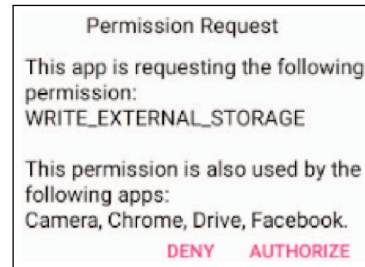 Permission Request
This app is requesting the following
permission:
WRITE_EXTERNAL_STORAGE
This permission is also used by the
following apps:
Camera, Chrome, Drive, Facebook.
DENY AUTHORIZE